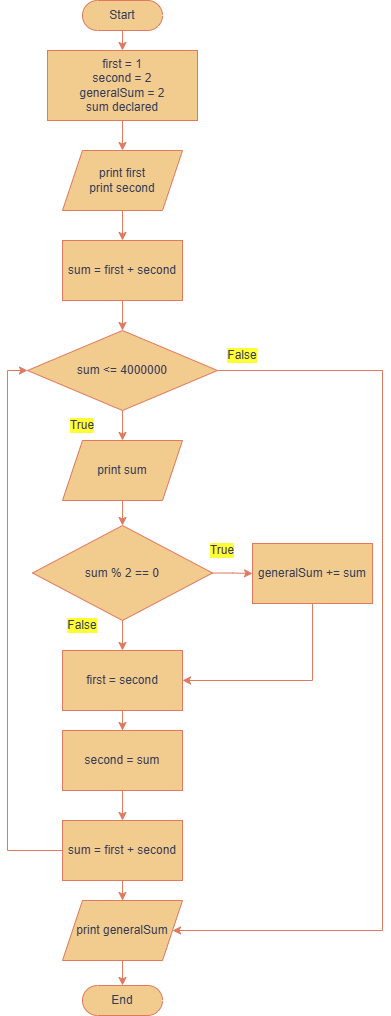 Start
first = 1
second = 2
generalSum = 2
sum declared
print first
print second
sum = first + second
sum <= 4000000
False
True
print sum
sum % 2 == 0
True
generalSum += sum
False
first = second
second = sum
sum = first + second
print generalSum
End